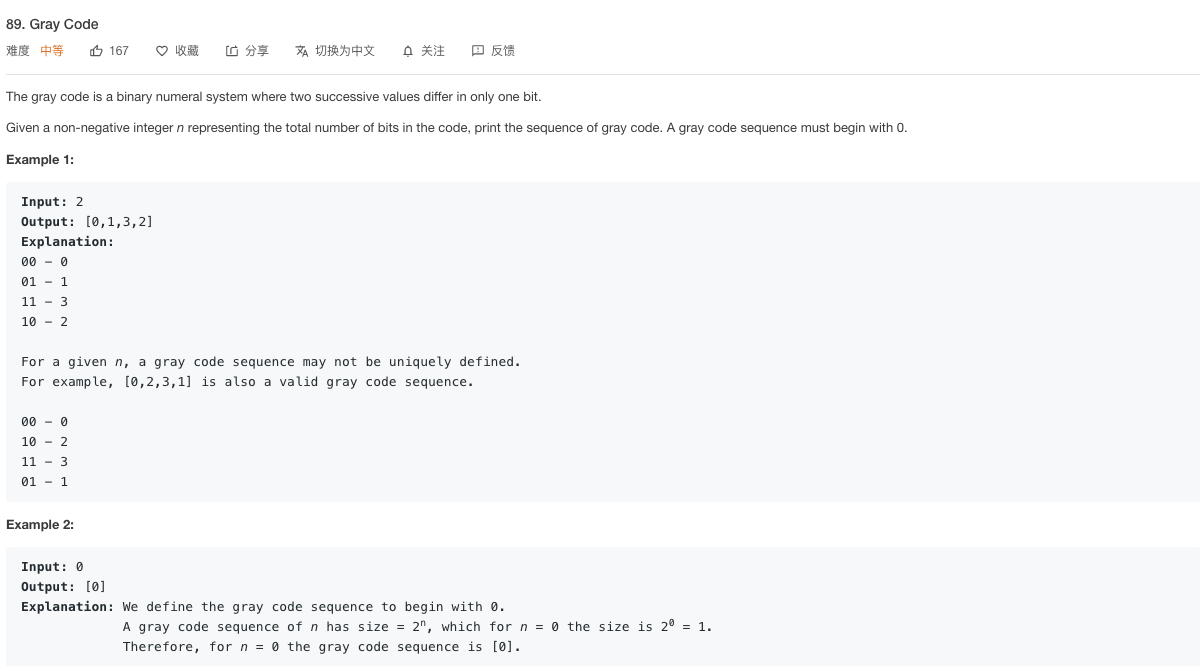 89. Gray Code
难度 中等 167 收藏 分享 切换为中文 关注 反馈
The gray code is a binary numeral system where two successive values differ in only one bit.
Given a non-negative integer n representing the total number of bits in the code, print the sequence of gray code. A gray code sequence must begin with 0.
Example 1:
Input: 2
Output: [0,1,3,2]
Explanation:
00 - 0
01 - 1
11 - 3
10 - 2
For a given n, a gray code sequence may not be uniquely defined.
For example, [0,2,3,1] is also a valid gray code sequence.
00 - 0
10 - 2
11 - 3
01 - 1
Example 2:
Input: 0
Output: [0]
Explanation: We define the gray code sequence to begin with 0.
A gray code sequence of n has size = 2ⁿ, which for n = 0 the size is 2⁰ = 1.
Therefore, for n = 0 the gray code sequence is [0].